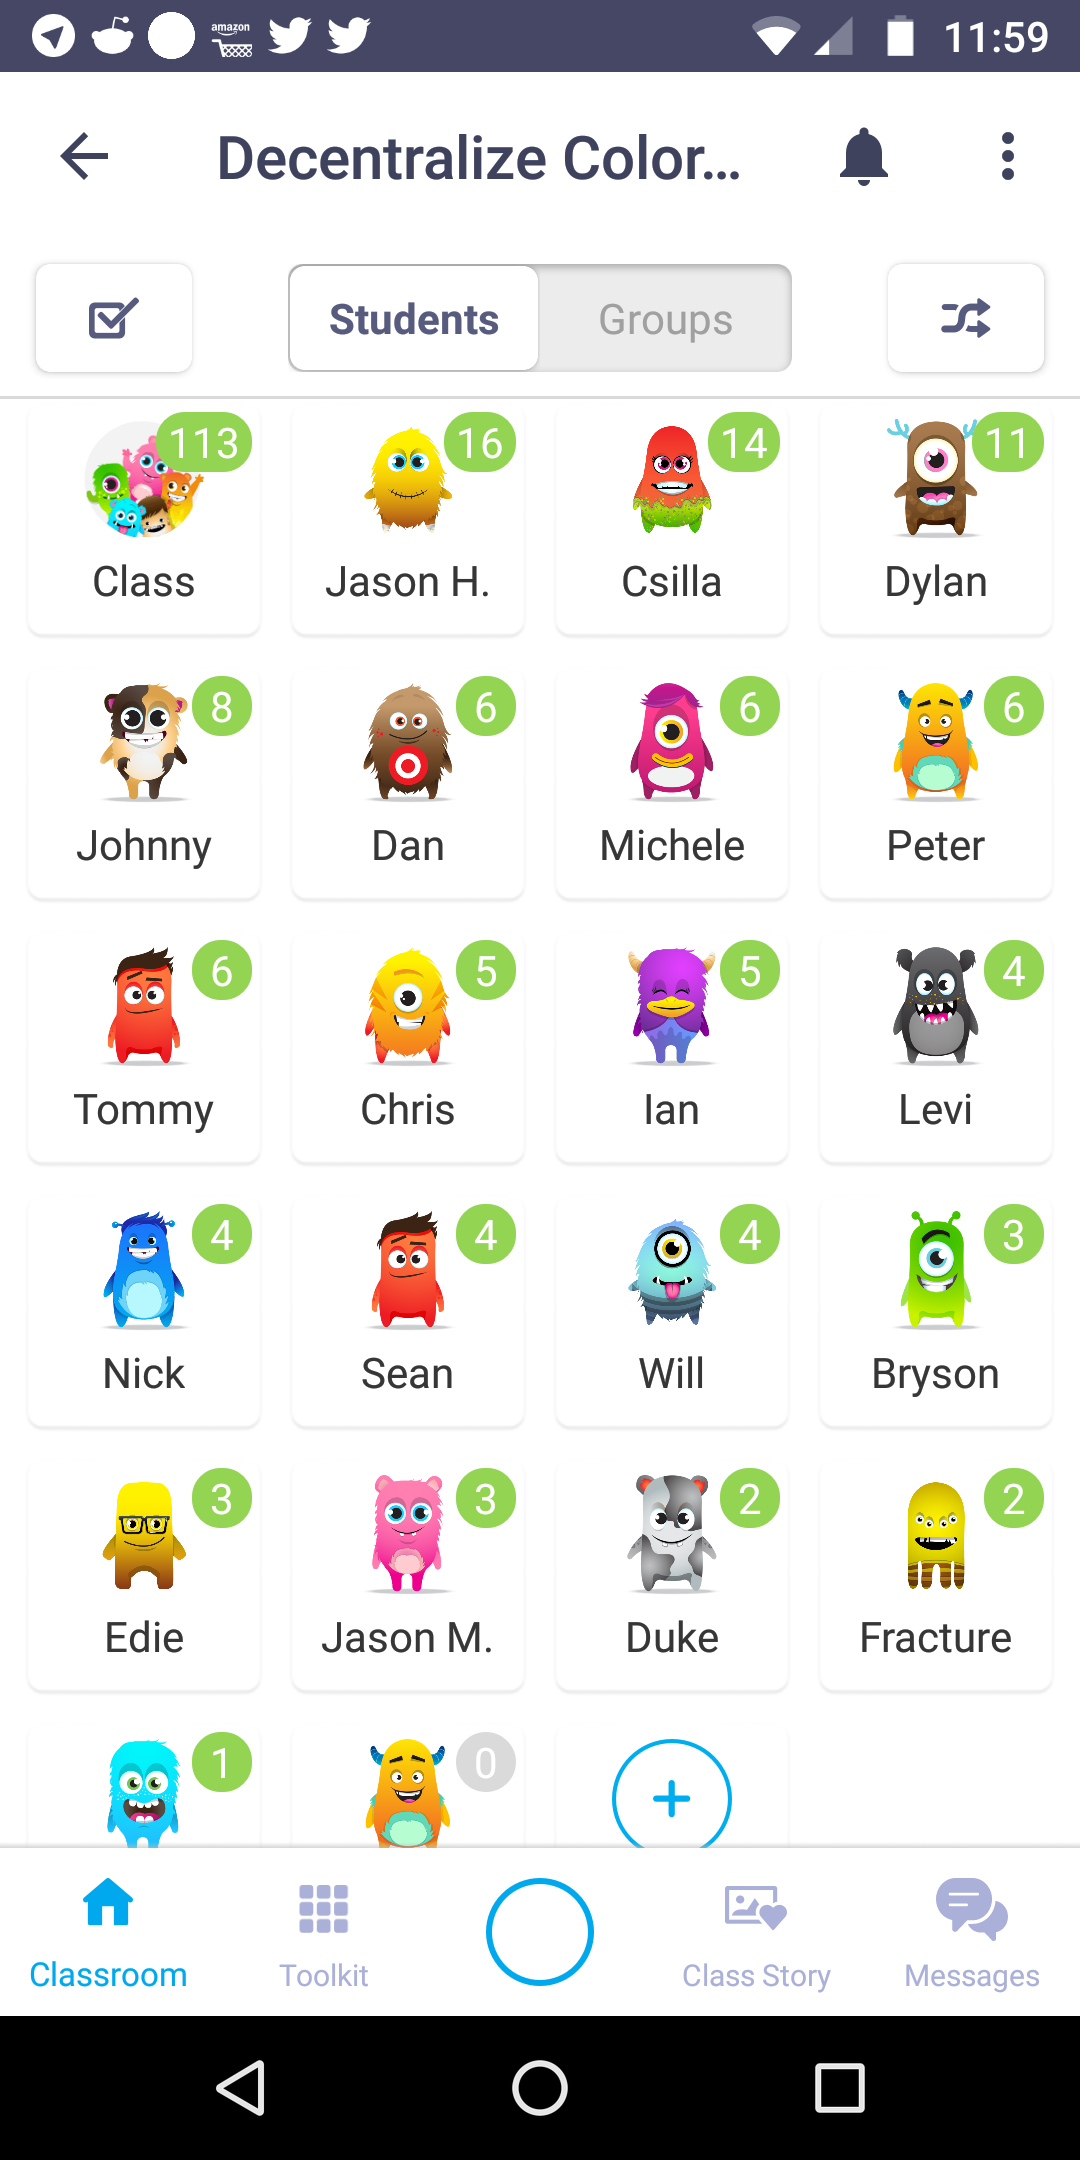 amazon
11:59
Decentralize Color...
Students Groups
113 16 14 11
Class Jason H. Csilla Dylan
8 6 6 6
Johnny Dan Michele Peter
6 5 5 4
Tommy Chris Ian Levi
4 4 4 3
Nick Sean Will Bryson
3 3 2 2
Edie Jason M. Duke Fracture
1 0
Classroom Toolkit Class Story Messages